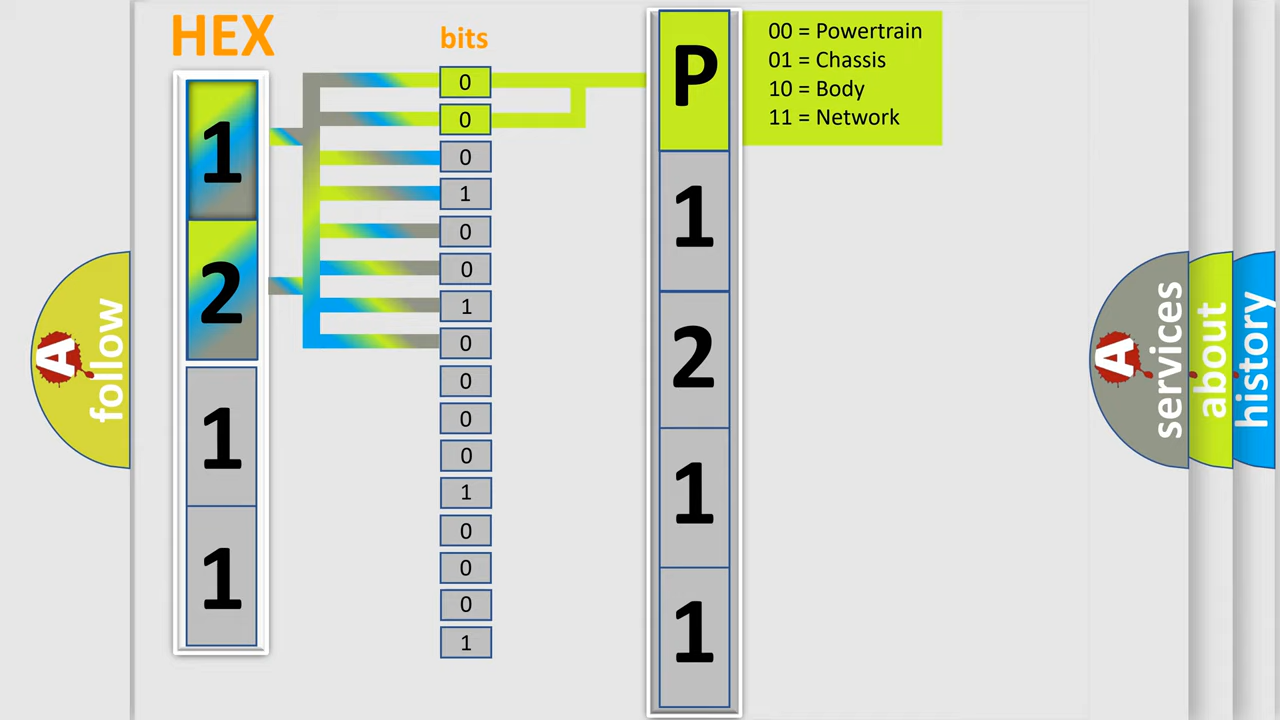 HEX
bits
1
2
1
1
0
0
0
1
0
0
1
0
0
0
0
1
0
0
0
1
P
1
2
1
1
00 = Powertrain
01 = Chassis
10 = Body
11 = Network
A
follow
A
services
about
history